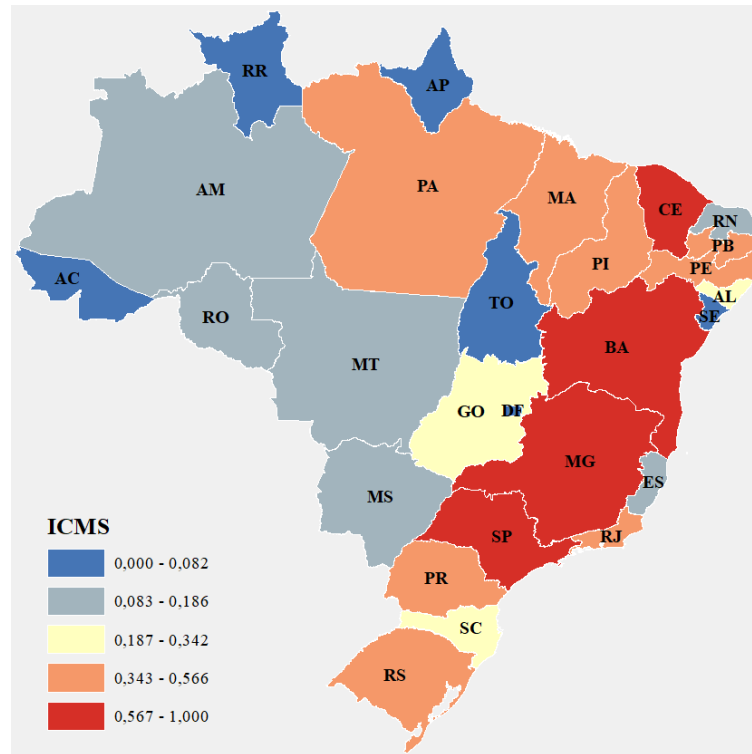 RR
AP
AM
PA
MA
CE
RN
PB
PI
PE
AC
TO
AL
SE
RO
BA
MT
GO
DF
MG
MS
ES
SP
RJ
PR
SC
RS
ICMS
0,000 - 0,082
0,083 - 0,186
0,187 - 0,342
0,343 - 0,566
0,567 - 1,000